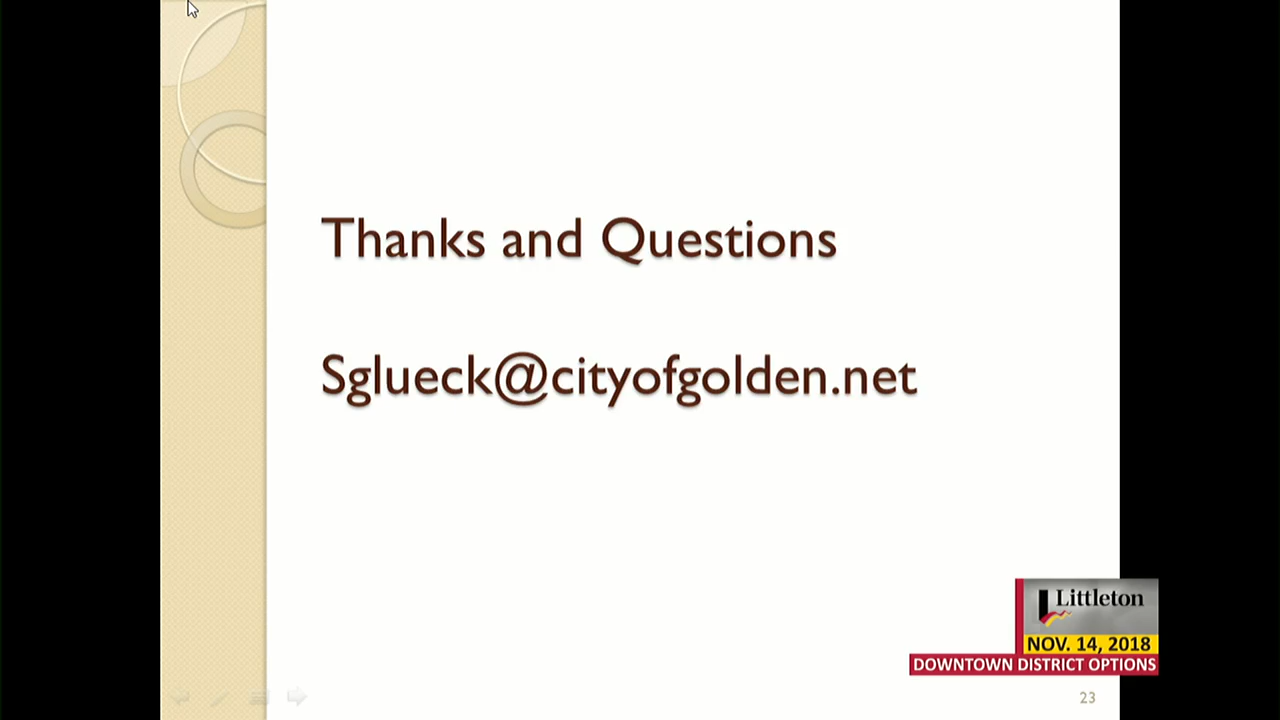 Thanks and Questions
Sglueck@cityofgolden.net
Littleton
NOV. 14, 2018
DOWNTOWN DISTRICT OPTIONS
23